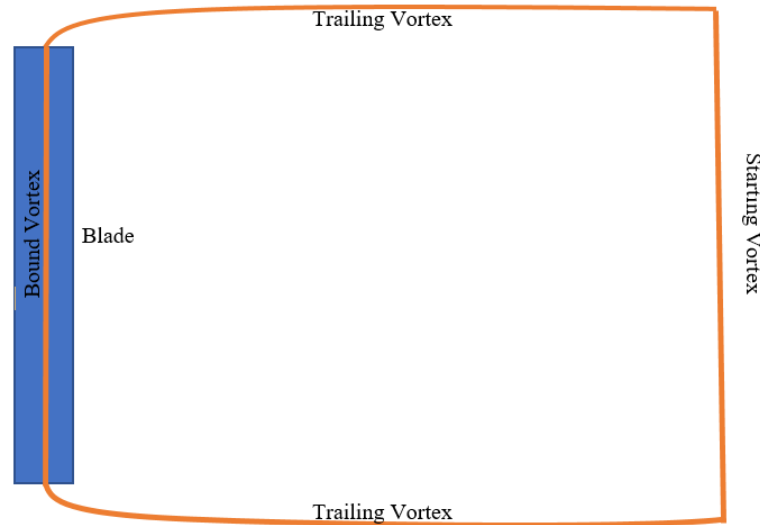 Trailing Vortex
Bound Vortex
Blade
Starting Vortex
Trailing Vortex